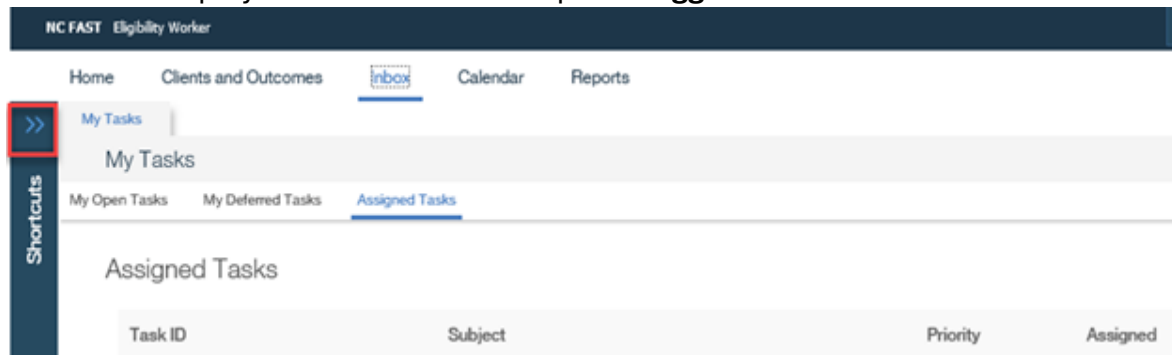 NC FAST Eligibility Worker
Home Clients and Outcomes Inbox Calendar Reports
My Tasks
My Tasks
My Open Tasks My Deferred Tasks Assigned Tasks
Shortcuts
Assigned Tasks
Task ID Subject Priority Assigned